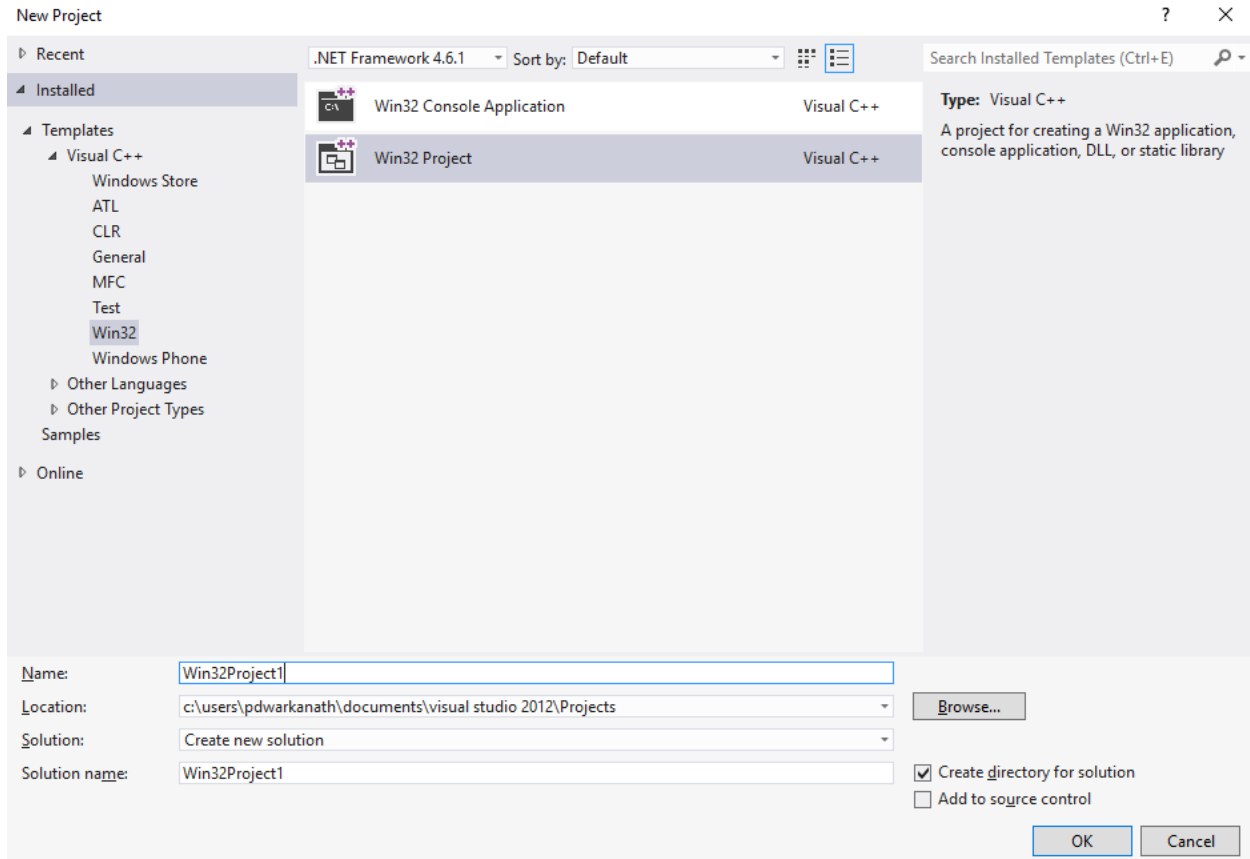 New Project
?
Recent
Installed
Templates
Visual C++
Windows Store
ATL
CLR
General
MFC
Test
Win32
Windows Phone
Other Languages
Other Project Types
Samples
Online
.NET Framework 4.6.1 Sort by: Default
C:\ ++ Win32 Console Application Visual C++
++ Win32 Project Visual C++
Search Installed Templates (Ctrl+E)
Type: Visual C++
A project for creating a Win32 application,
console application, DLL, or static library
Name: Win32Project1
Location: c:\users\pdwarkanath\documents\visual studio 2012\Projects Browse...
Solution: Create new solution
Solution name: Win32Project1
Create directory for solution
Add to source control
OK Cancel